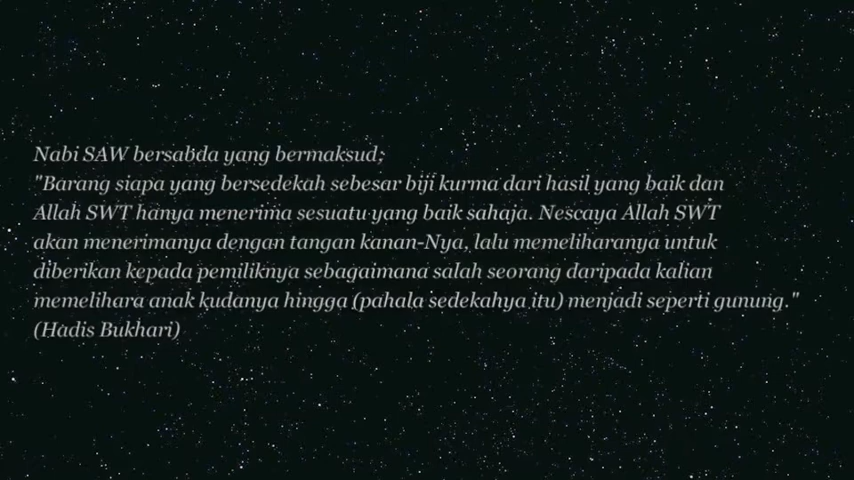 Nabi SAW bersabda yang bermaksud;
"Barang siapa yang bersedekah sebesar biji kurma dari hasil yang baik dan
Allah SWT hanya menerima sesuatu yang baik sahaja. Nescaya Allah SWT
akan menerimanya dengan tangan kanan-Nya, lalu memeliharanya untuk
diberikan kepada pemiliknya sebagaimana salah seorang daripada kalian
memelihara anak kudanya hingga (pahala sedekahya itu) menjadi seperti gunung."
(Hadis Bukhari)